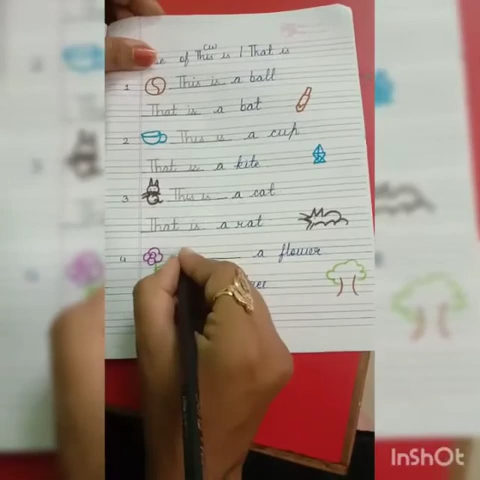 CW
of This is / That is
1 This is a ball
That is a bat
2 This is a cup
That is a kite
3 This is a cat
That is a rat
4 a flower
InShOt